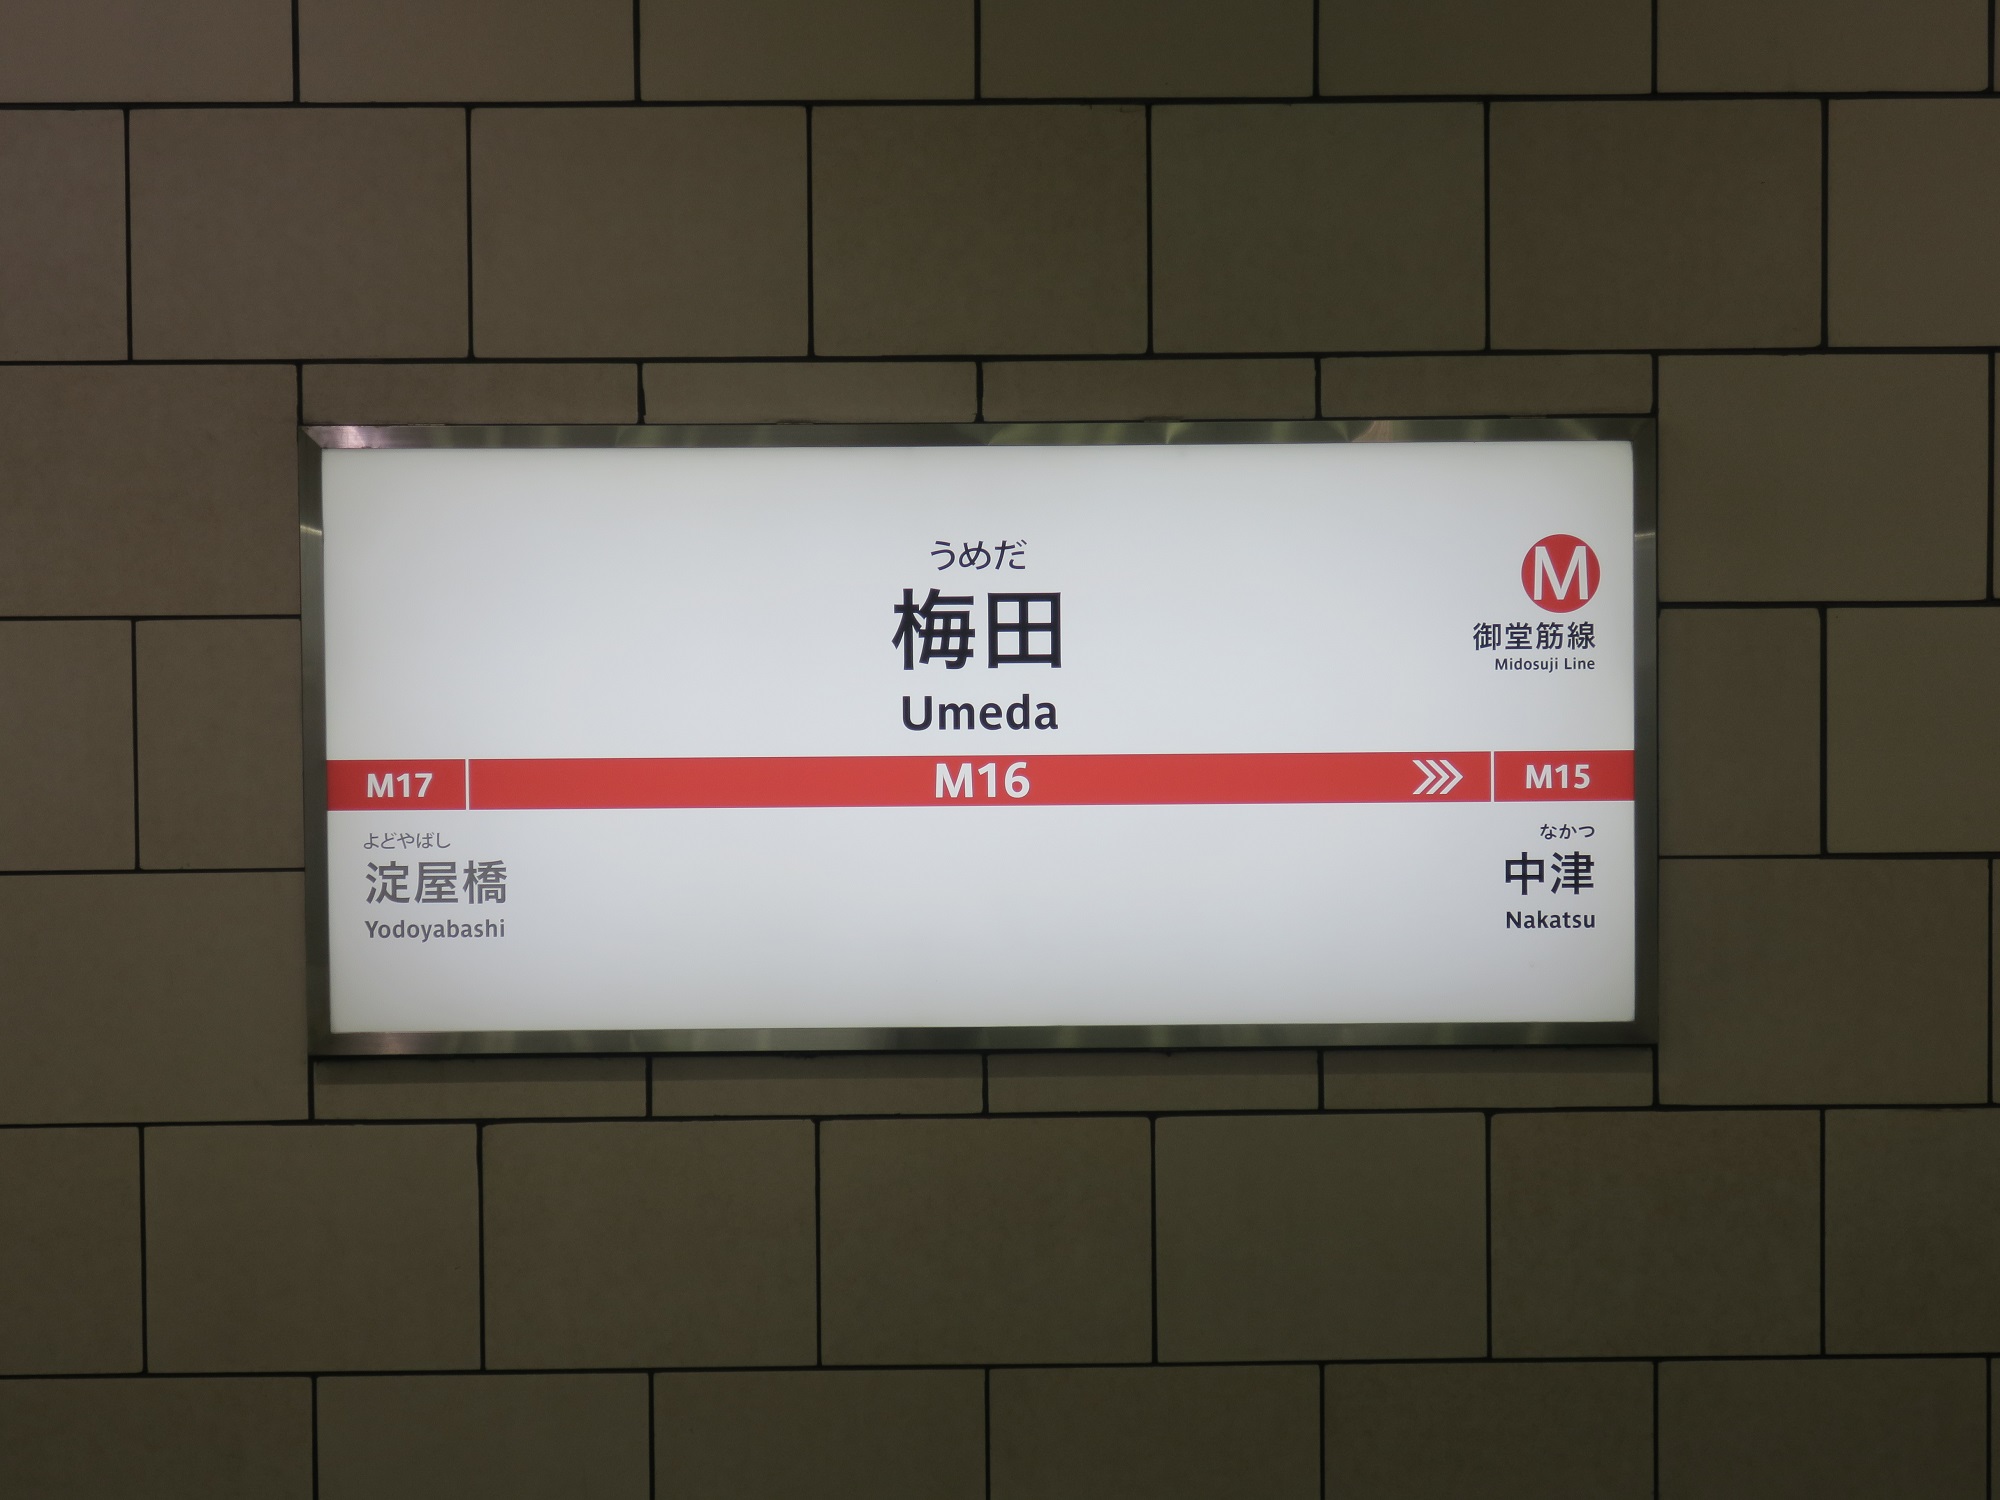 うめだ
梅田
Umeda
M
御堂筋線
Midosuji Line
M17
M16
M15
よどやばし
淀屋橋
Yodoyabashi
なかつ
中津
Nakatsu